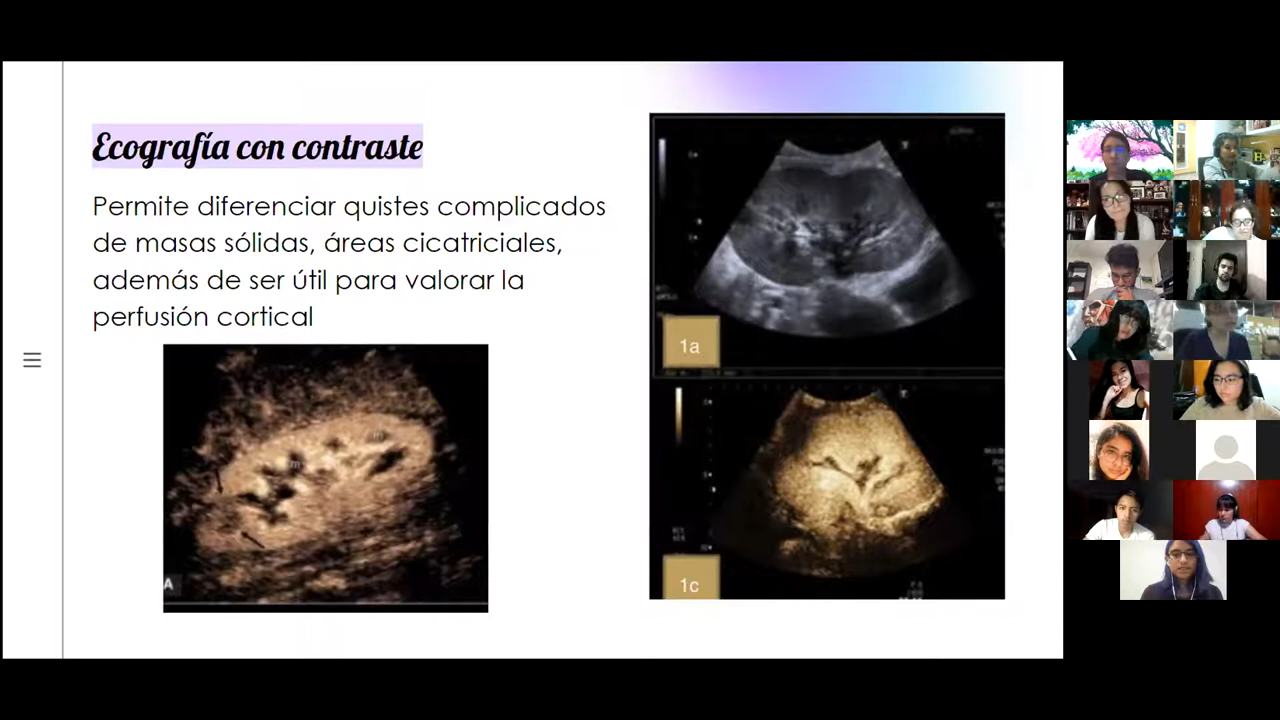 Ecografía con contraste
Permite diferenciar quistes complicados
de masas sólidas, áreas cicatriciales,
además de ser útil para valorar la
perfusión cortical
1a
A
1c